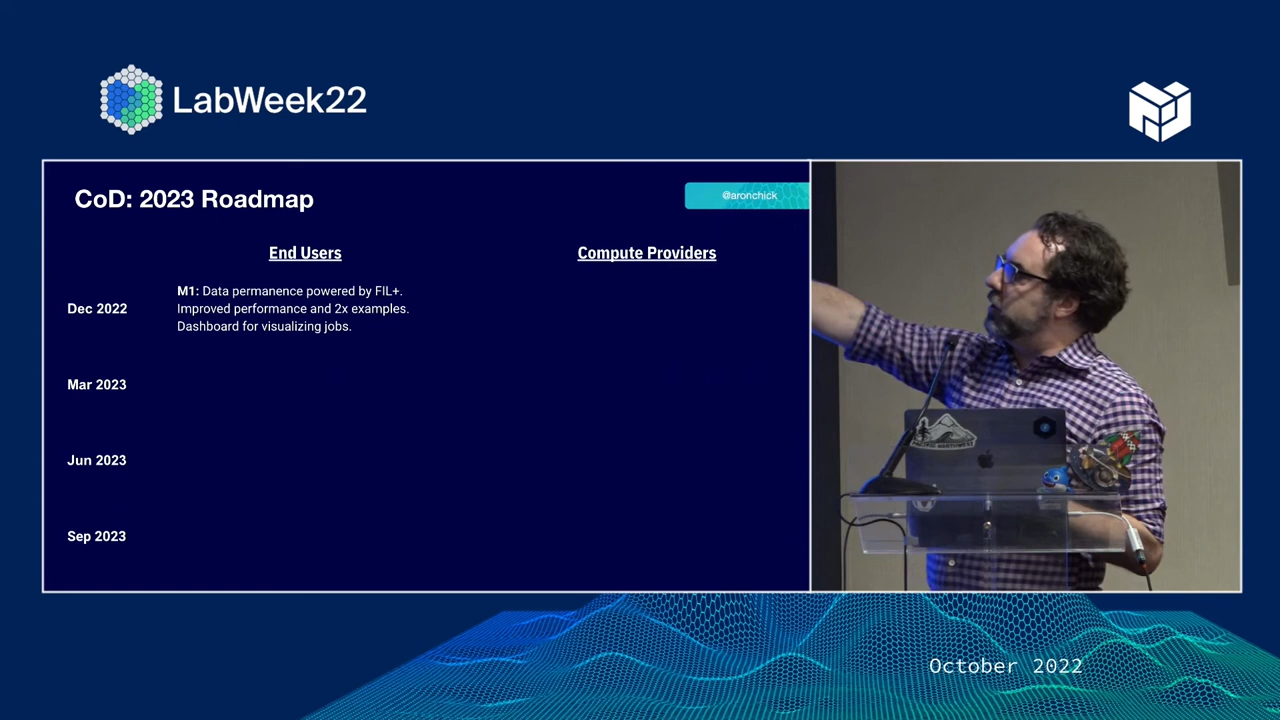 LabWeek22
CoD: 2023 Roadmap
@aronchick
End Users
Compute Providers
Dec 2022
M1: Data permanence powered by FIL+.
Improved performance and 2x examples.
Dashboard for visualizing jobs.
Mar 2023
Jun 2023
Sep 2023
October 2022